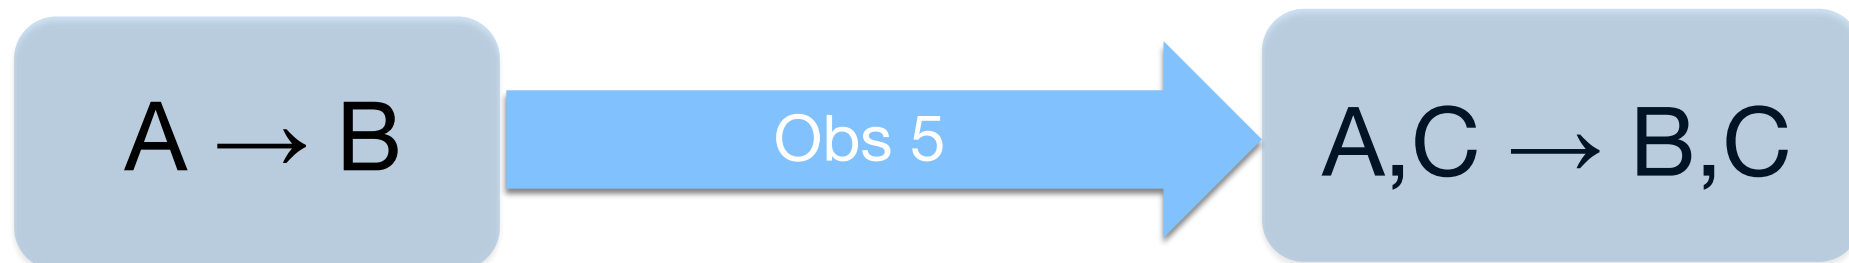 A → B
Obs 5
A,C → B,C